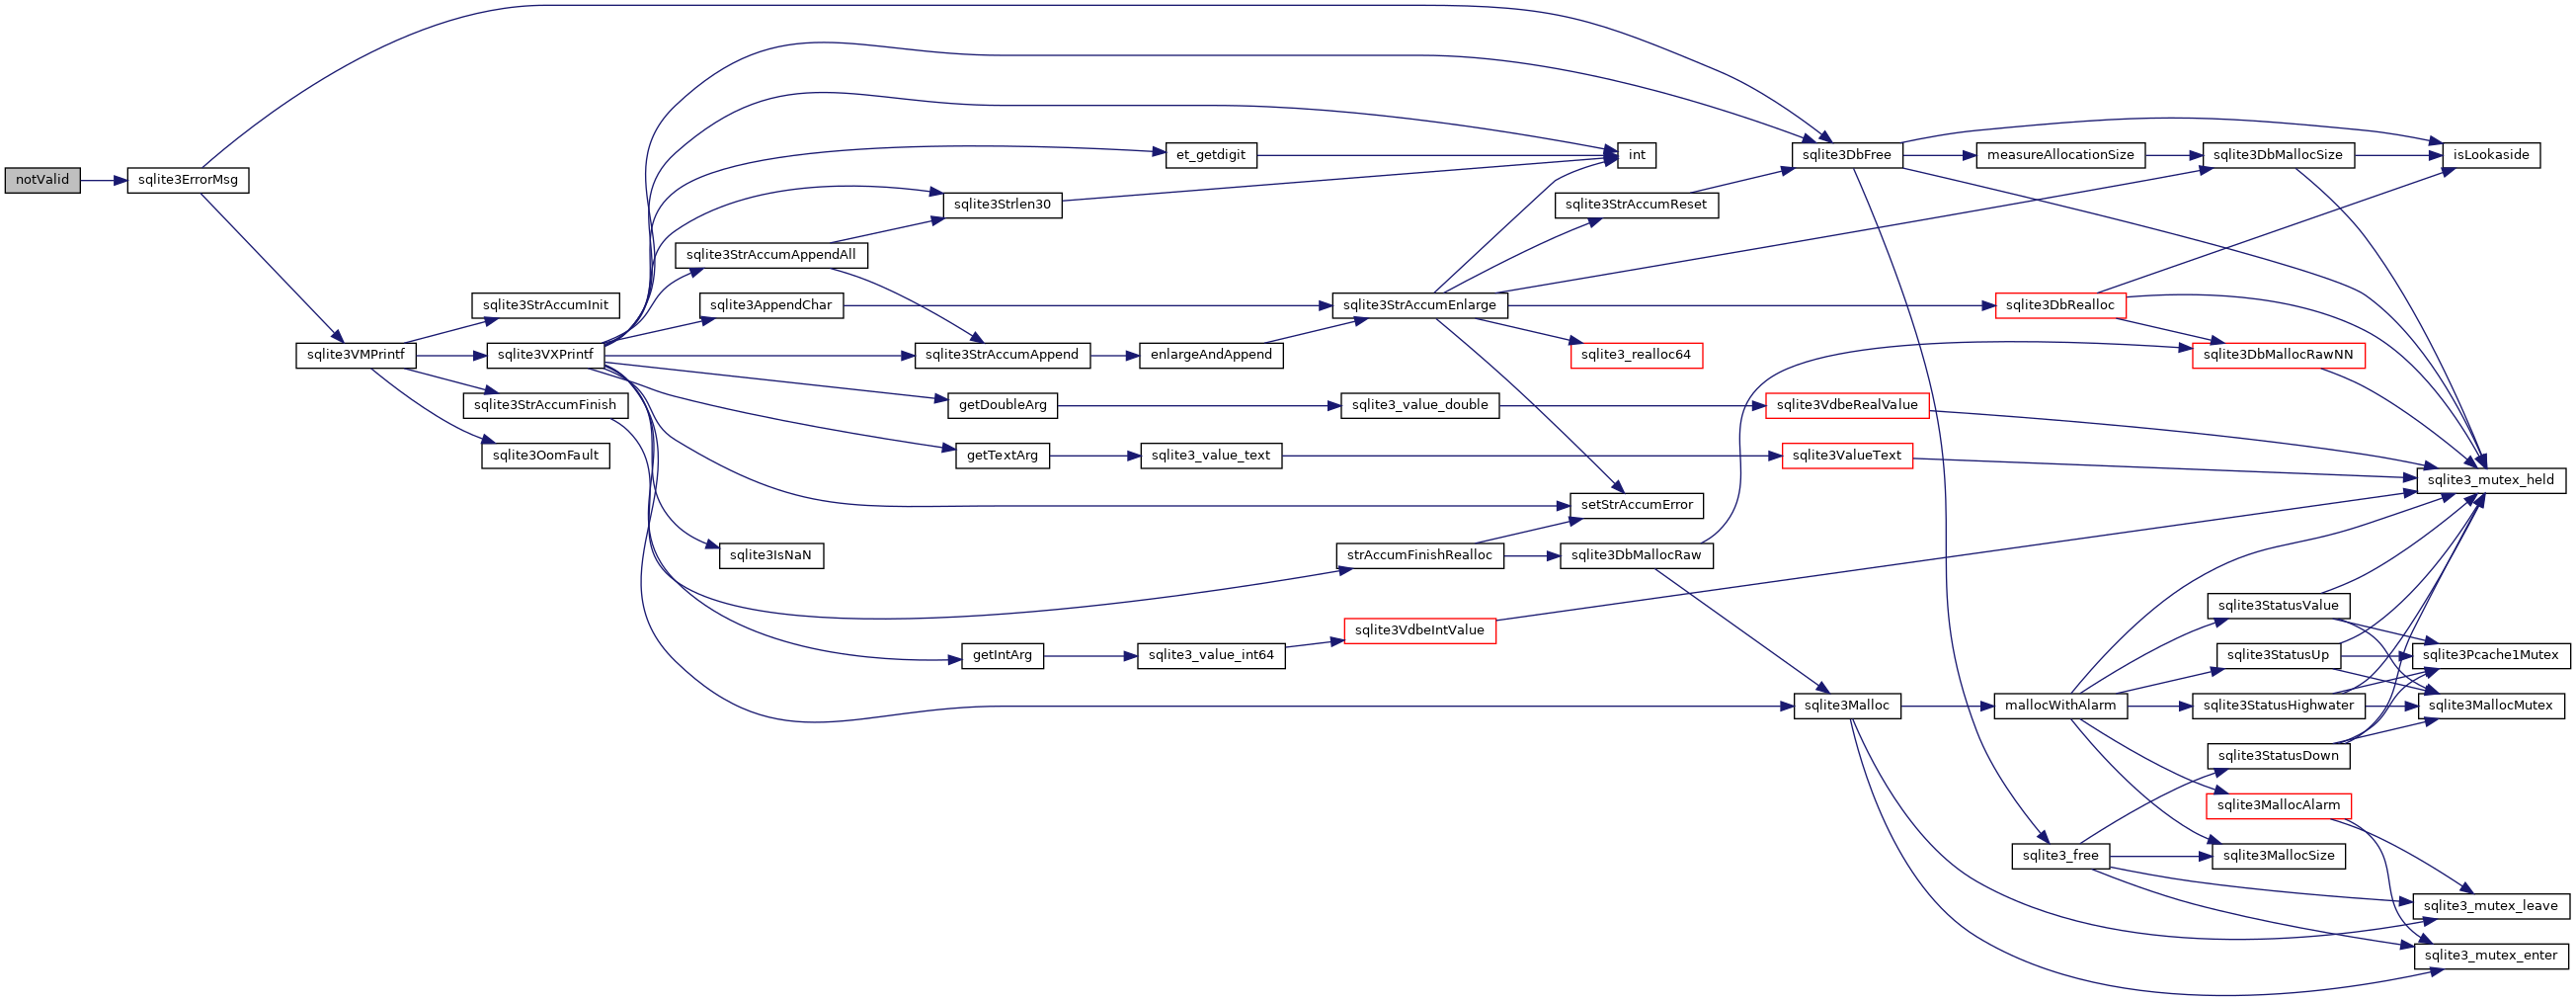 notValid
sqlite3ErrorMsg
sqlite3VMPrintf
sqlite3StrAccumInit
sqlite3VXPrintf
sqlite3StrAccumFinish
sqlite3OomFault
sqlite3StrAccumAppendAll
sqlite3AppendChar
sqlite3IsNaN
sqlite3Strlen30
sqlite3StrAccumAppend
getDoubleArg
getTextArg
getIntArg
et_getdigit
enlargeAndAppend
sqlite3_value_text
sqlite3_value_int64
sqlite3StrAccumEnlarge
sqlite3_value_double
strAccumFinishRealloc
sqlite3VdbeIntValue
int
sqlite3StrAccumReset
sqlite3_realloc64
setStrAccumError
sqlite3DbMallocRaw
sqlite3DbFree
sqlite3VdbeRealValue
sqlite3ValueText
sqlite3Malloc
measureAllocationSize
sqlite3DbRealloc
mallocWithAlarm
sqlite3_free
sqlite3DbMallocSize
sqlite3DbMallocRawNN
sqlite3StatusValue
sqlite3StatusUp
sqlite3StatusHighwater
sqlite3StatusDown
sqlite3MallocAlarm
sqlite3MallocSize
isLookaside
sqlite3_mutex_held
sqlite3Pcache1Mutex
sqlite3MallocMutex
sqlite3_mutex_leave
sqlite3_mutex_enter